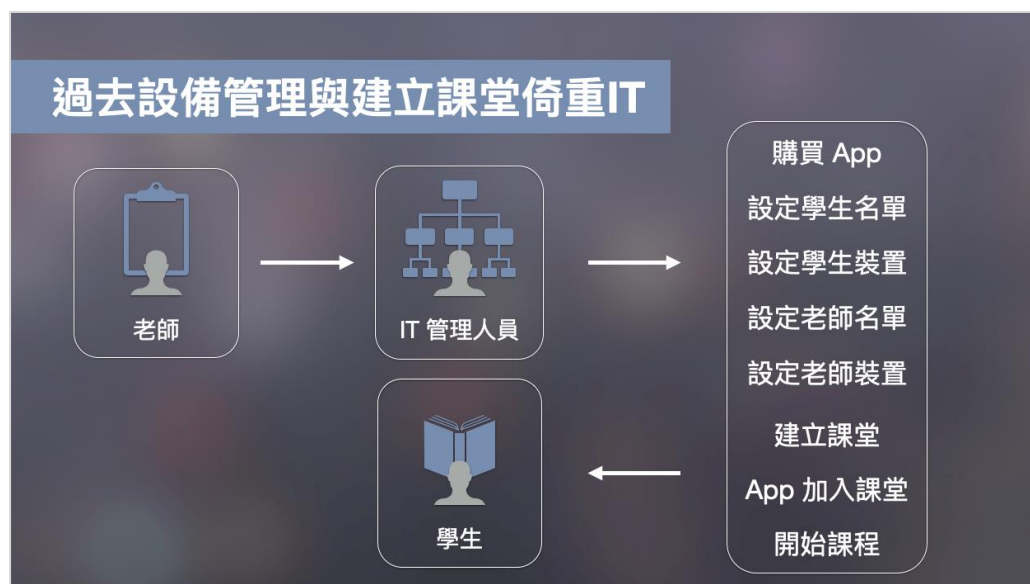 過去設備管理與建立課堂倚重IT
老師
IT 管理人員
購買 App
設定學生名單
設定學生裝置
設定老師名單
設定老師裝置
建立課堂
App 加入課堂
開始課程
學生